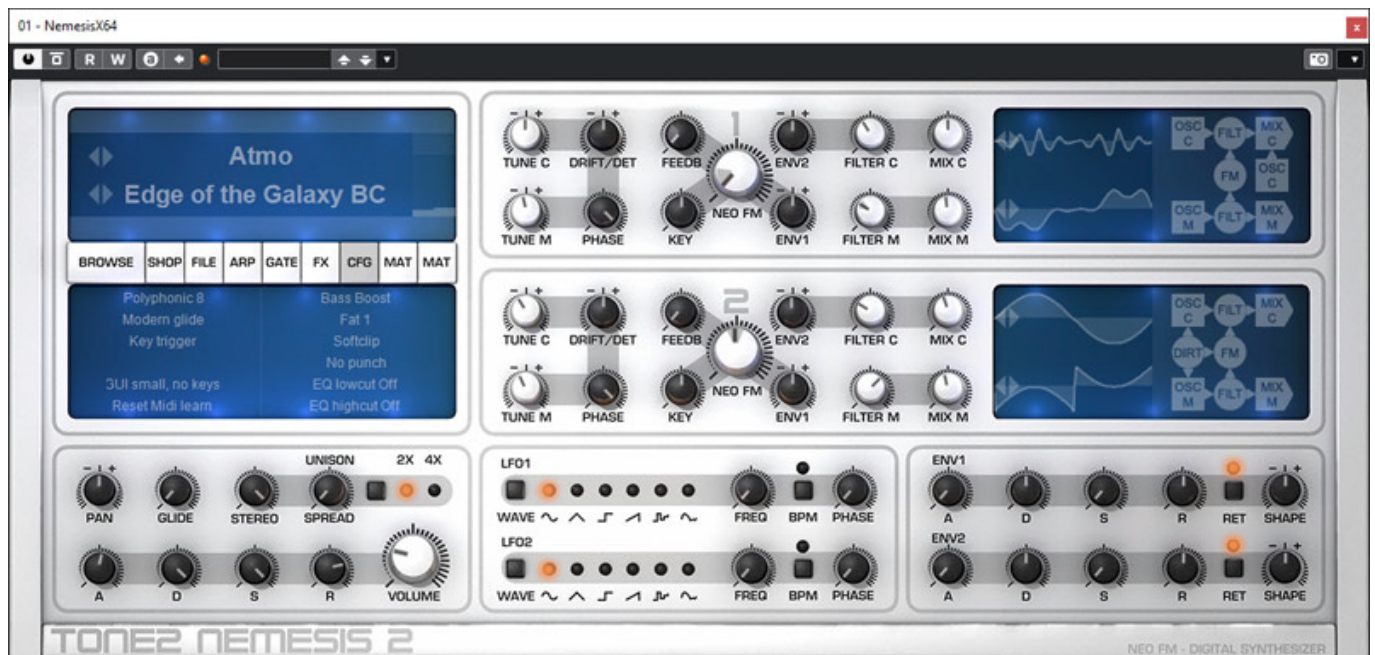 01 - NemesisX64
x
R W a
Atmo
Edge of the Galaxy BC
BROWSE SHOP FILE ARP GATE FX CFG MAT MAT
Polyphonic 8 Bass Boost
Modern glide Fat 1
Key trigger Softclip
No punch
GUI small, no keys EQ lowcut Off
Reset Midi learn EQ highcut Off
1
TUNE C DRIFT/DET FEEDB ENV2 FILTER C MIX C
NEO FM
TUNE M PHASE KEY ENV1 FILTER M MIX M
OSC C FILT MIX C
FM OSC C
OSC M FILT MIX M
2
TUNE C DRIFT/DET FEEDB ENV2 FILTER C MIX C
NEO FM
TUNE M PHASE KEY ENV1 FILTER M MIX M
OSC C FILT MIX C
DIRT FM
OSC M FILT MIX M
UNISON 2X 4X
PAN GLIDE STEREO SPREAD
A D S R VOLUME
LFO1
WAVE FREQ BPM PHASE
LFO2
WAVE FREQ BPM PHASE
ENV1
A D S R RET SHAPE
ENV2
A D S R RET SHAPE
TONE2 NEMESIS 2
NEO FM - DIGITAL SYNTHESIZER